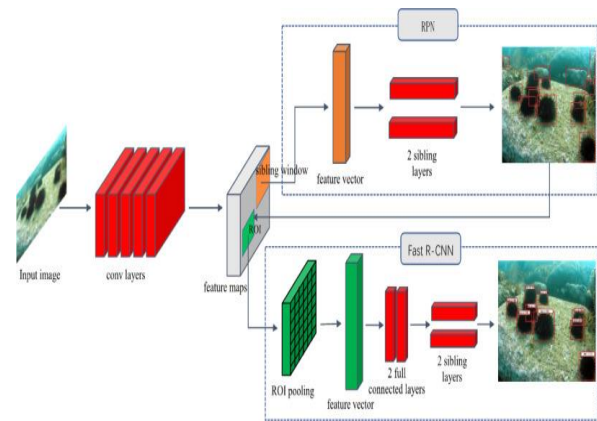 RPN
sibling window
feature vector
2 sibling
layers
ROI
Input image
conv layers
feature maps
Fast R-CNN
ROI pooling
feature vector
2 full
connected layers
2 sibling
layers